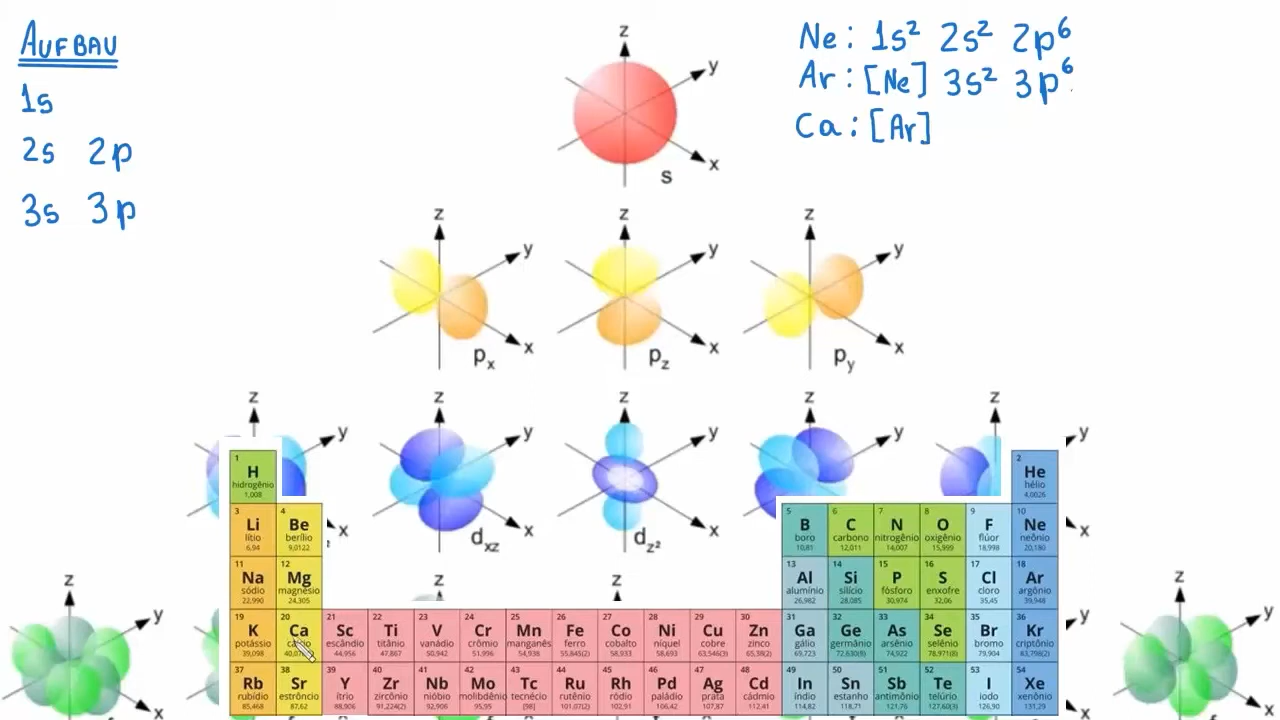 AUFBAU
1s
2s 2p
3s 3p
Ne: 1s² 2s² 2p⁶
Ar: [Ne] 3s² 3p⁶
Ca: [Ar]
z
y
x
s
z
y
x
pₓ
z
y
x
p_z
z
y
x
p_y
z
y
x
z
y
x
d_xz
z
y
x
d_z²
z
z
y
x
z
y
x
z
z
z
y
x
1 2
H He
hidrogênio hélio
1,008 4,0026
3 4 5 6 7 8 9 10
Li Be B C N O F Ne
lítio berílio boro carbono nitrogênio oxigênio flúor neônio
6,94 9,0122 10,81 12,011 14,007 15,999 18,998 20,180
11 12 13 14 15 16 17 18
Na Mg Al Si P S Cl Ar
sódio magnésio alumínio silício fósforo enxofre cloro argônio
22,990 24,305 26,982 28,085 30,974 32,06 35,45 39,948
19 20 21 22 23 24 25 26 27 28 29 30 31 32 33 34 35 36
K Ca Sc Ti V Cr Mn Fe Co Ni Cu Zn Ga Ge As Se Br Kr
potássio escândio titânio vanádio crômio manganês ferro cobalto níquel cobre zinco gálio germânio arsênio selênio bromo criptônio
39,098 44,956 47,867 50,942 51,996 54,938 55,845(2) 58,933 58,693 63,546(3) 65,38(2) 69,723 72,630(8) 74,922 78,971(8) 79,904 83,798(2)
37 38 39 40 41 42 43 44 45 46 47 48 49 50 51 52 53 54
Rb Sr Y Zr Nb Mo Tc Ru Rh Pd Ag Cd In Sn Sb Te I Xe
rubídio estrôncio ítrio zircônio nióbio molibdênio tecnécio rutênio ródio paládio prata cádmio índio estanho antimônio telúrio iodo xenônio
85,468 87,62 88,906 91,224(2) 92,906 95,95 [98] 101,07(2) 102,91 106,42 107,87 112,41 114,82 118,71 121,76 127,60(3) 126,90 131,29